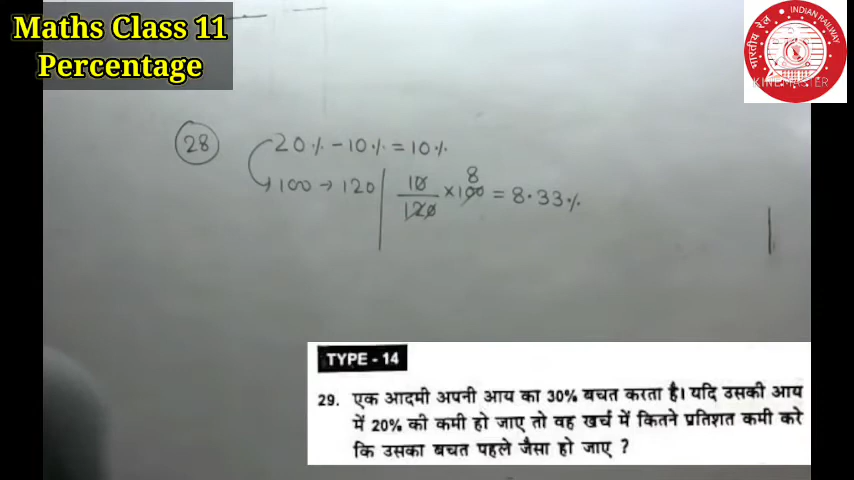 Maths Class 11
Percentage
INDIAN RAILWAY
भारतीय रेल
KINEMASTER
28 20% - 10% = 10%
100 → 120 | 10/120 × 100 = 8.33%
8
TYPE - 14
29. एक आदमी अपनी आय का 30% बचत करता है। यदि उसकी आय
में 20% की कमी हो जाए तो वह खर्च में कितने प्रतिशत कमी करे
कि उसका बचत पहले जैसा हो जाए ?